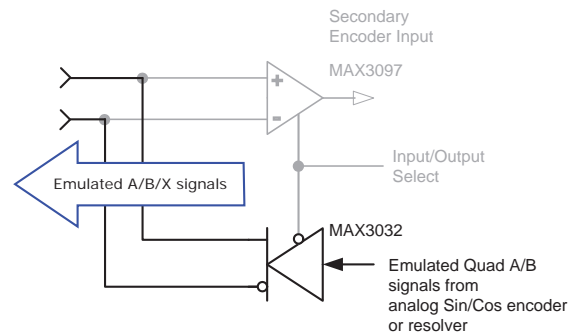 Secondary
Encoder Input
MAX3097
+
-
Input/Output
Select
Emulated A/B/X signals
MAX3032
Emulated Quad A/B
signals from
analog Sin/Cos encoder
or resolver